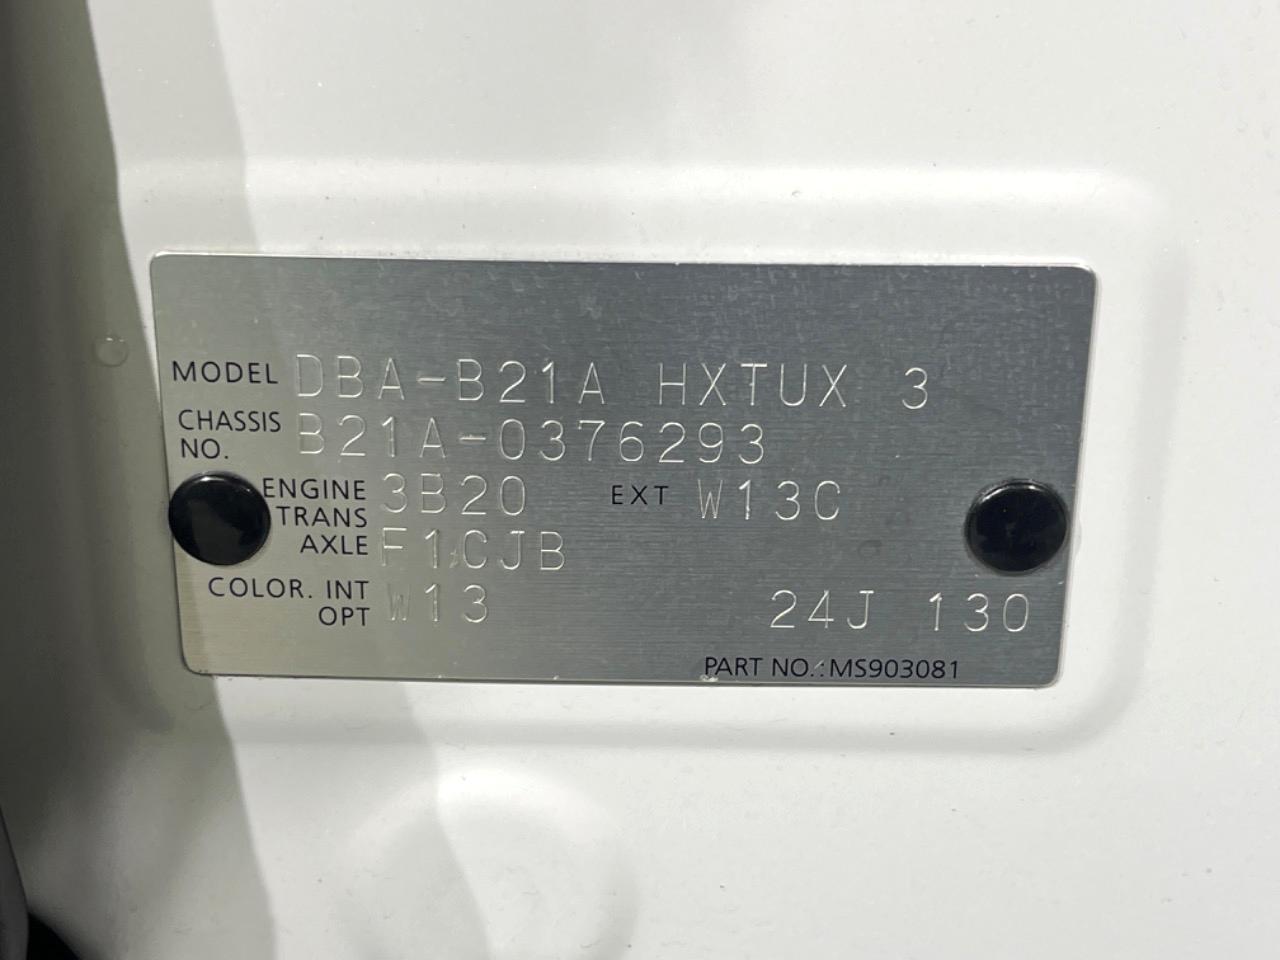 MODEL DBA-B21A HXTUX 3
CHASSIS NO. B21A-0376293
ENGINE 3B20 EXT W13C
TRANS AXLE F1CJB
COLOR. INT OPT W13 24J 130
PART NO.:MS903081